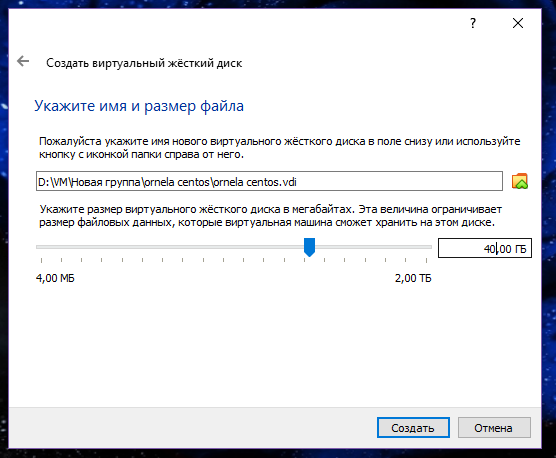 ?
Создать виртуальный жёсткий диск
Укажите имя и размер файла
Пожалуйста укажите имя нового виртуального жёсткого диска в поле снизу или используйте
кнопку с иконкой папки справа от него.
D:\VM\Новая группа\ornela centos\ornela centos.vdi
Укажите размер виртуального жёсткого диска в мегабайтах. Эта величина ограничивает
размер файловых данных, которые виртуальная машина сможет хранить на этом диске.
40,00 ГБ
4,00 МБ 2,00 ТБ
Создать Отмена